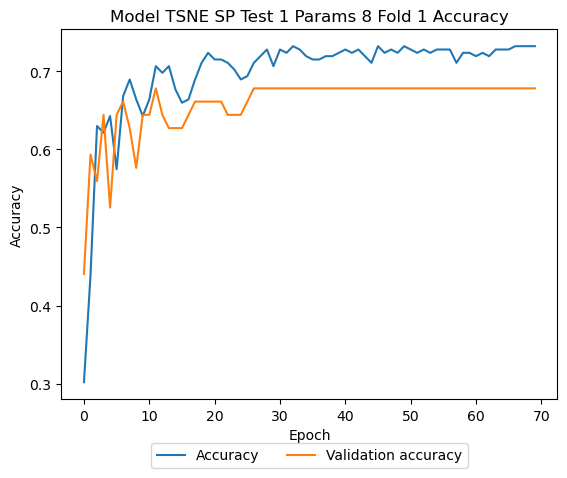 Model TSNE SP Test 1 Params 8 Fold 1 Accuracy
0.7
0.6
0.5
0.4
0.3
Accuracy
0 10 20 30 40 50 60 70
Epoch
Accuracy Validation accuracy